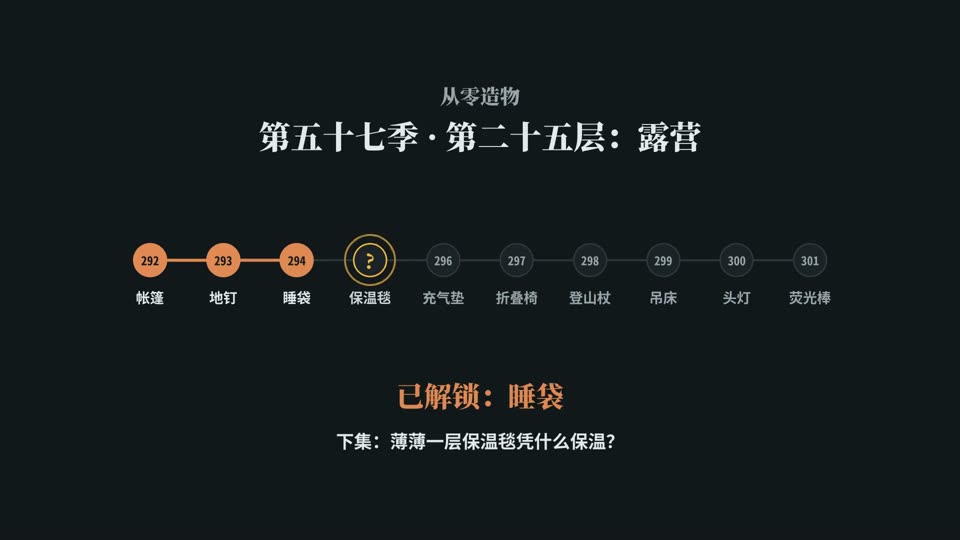 从零造物
第五十七季·第二十五层：露营
292 293 294 ? 296 297 298 299 300 301
帐篷 地钉 睡袋 保温毯 充气垫 折叠椅 登山杖 吊床 头灯 荧光棒
已解锁：睡袋
下集：薄薄一层保温毯凭什么保温？